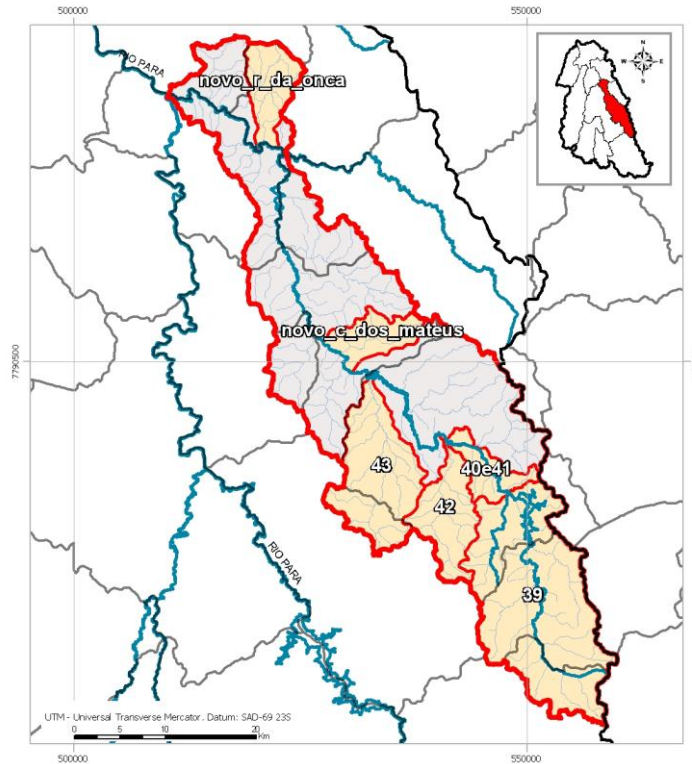 500000
550000
N
W
E
S
RIO PARA
novo_r_da_onca
novo_c_dos_mateus
7790500
7790500
43
40e41
42
39
RIO PARA
UTM - Universal Transverse Mercator. Datum: SAD-69 23S
0 5 10 20
Km
500000
550000